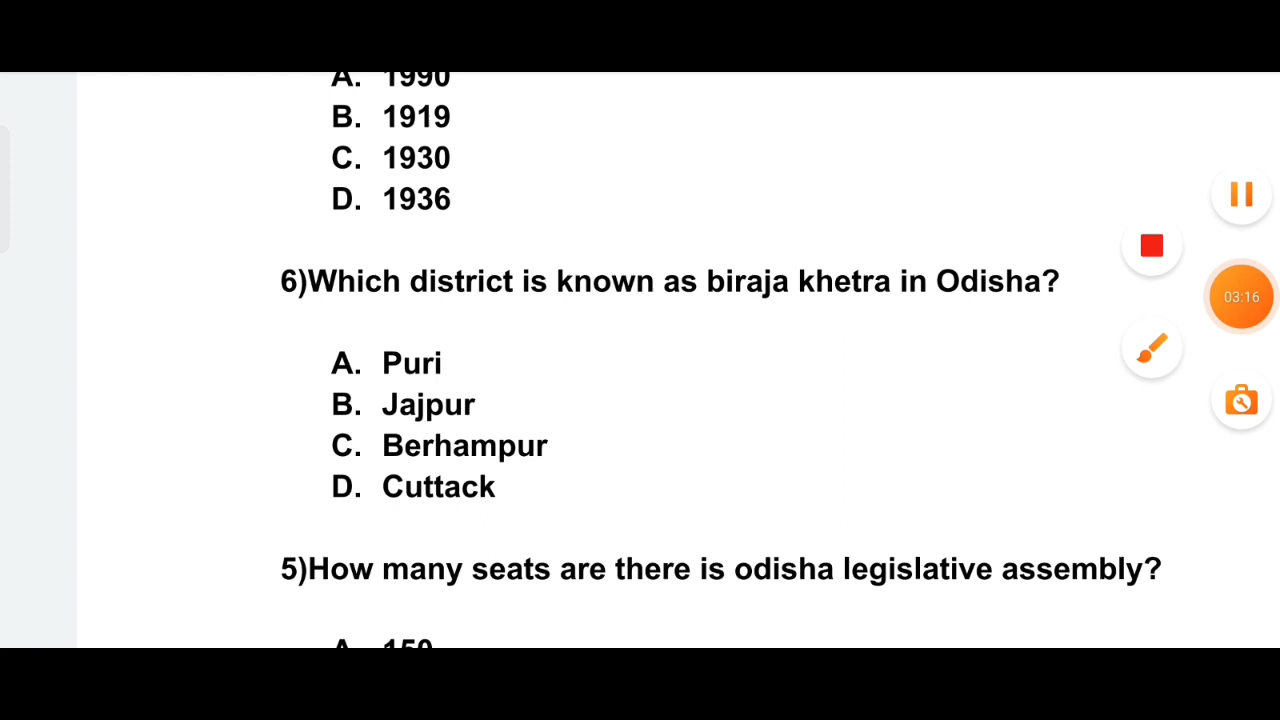 A. 1990
B. 1919
C. 1930
D. 1936
6)Which district is known as biraja khetra in Odisha?
03:16
A. Puri
B. Jajpur
C. Berhampur
D. Cuttack
5)How many seats are there is odisha legislative assembly?
A. 150